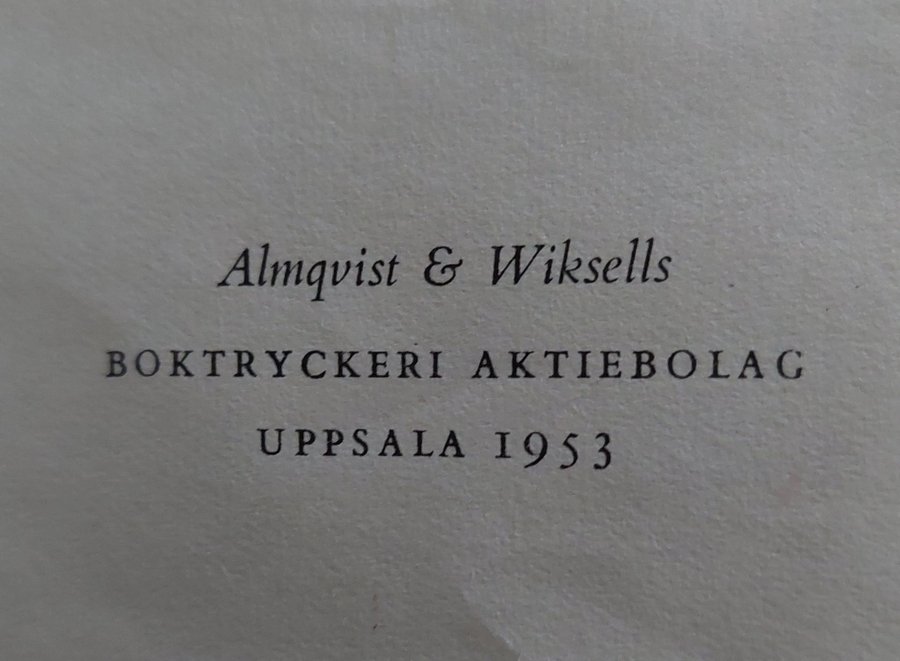 Almqvist & Wiksells
BOKTRYCKERI AKTIEBOLAG
UPPSALA 1953